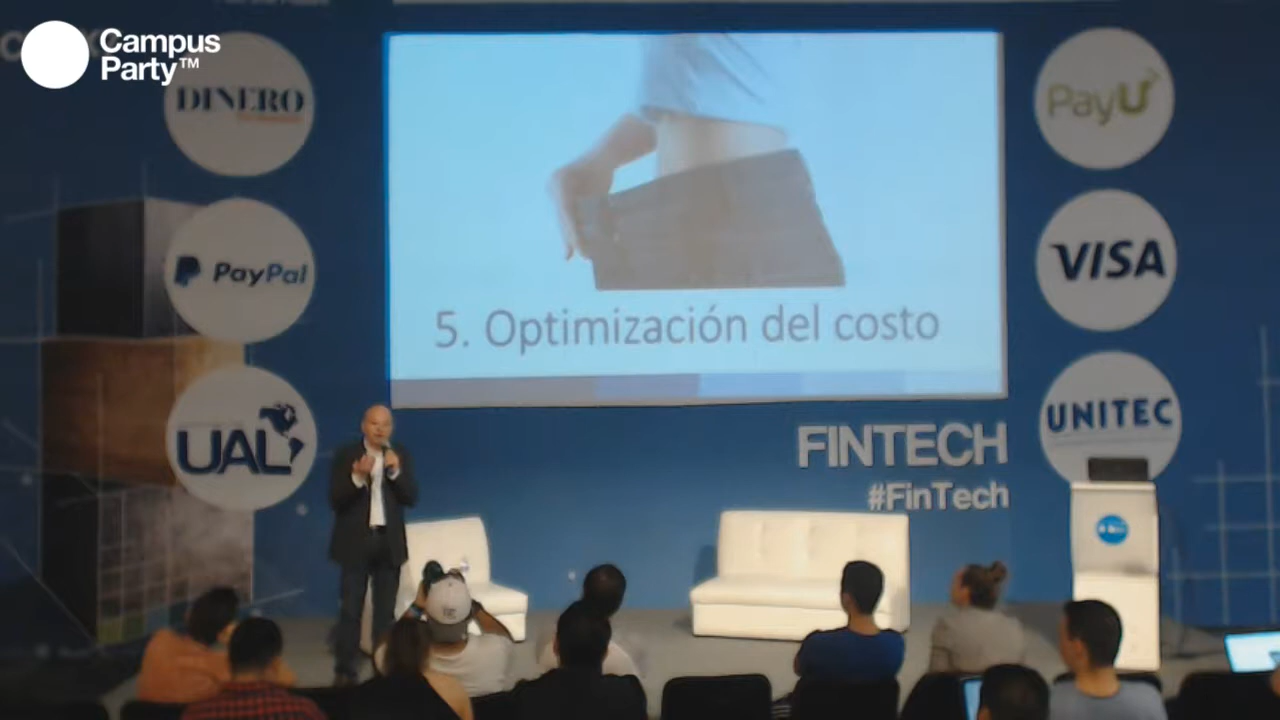 Campus
Party™
DINERO
PayPal
UAL
5. Optimización del costo
PayU
VISA
UNITEC
FINTECH
#FinTech